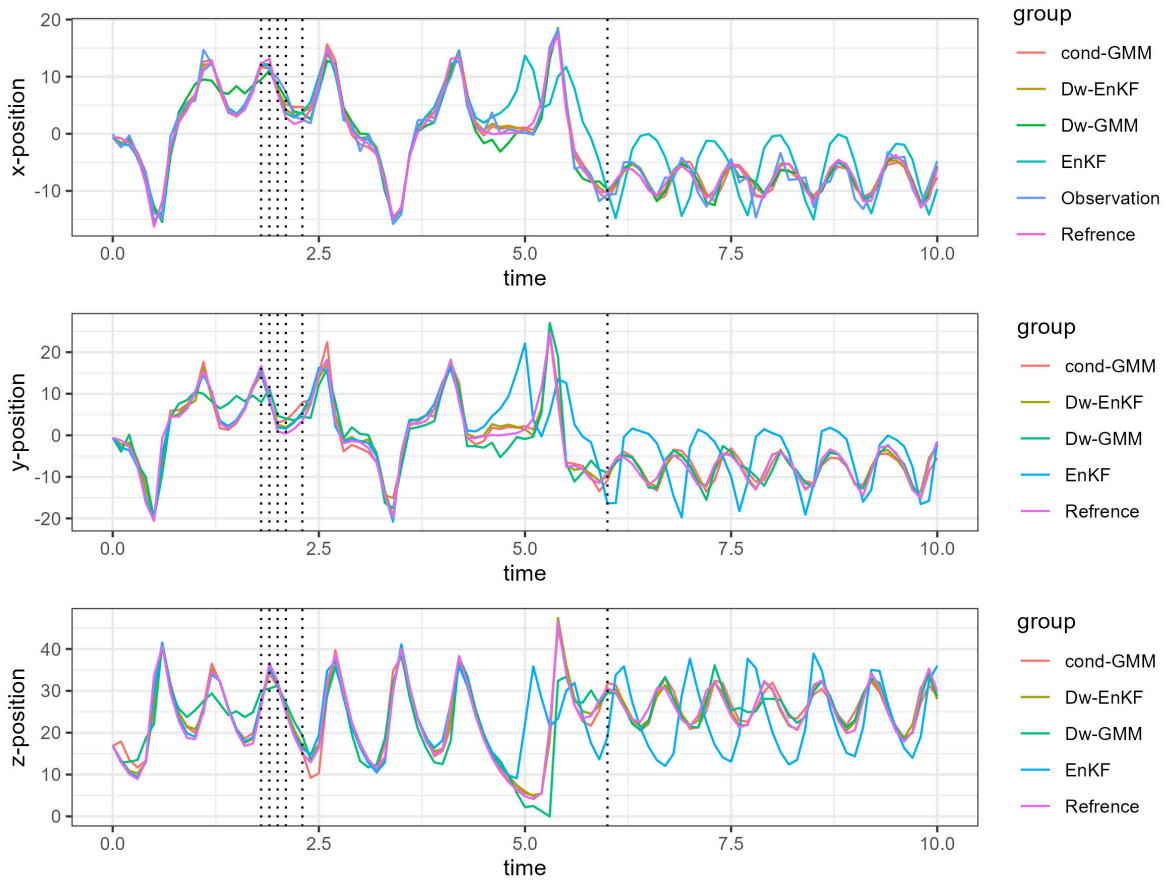 group
20
10
0
-10
x-position
0.0
2.5
5.0
7.5
10.0
time
cond-GMM
Dw-EnKF
Dw-GMM
EnKF
Observation
Refrence
group
20
10
0
-10
-20
y-position
0.0
2.5
5.0
7.5
10.0
time
cond-GMM
Dw-EnKF
Dw-GMM
EnKF
Refrence
group
40
30
20
10
0
z-position
0.0
2.5
5.0
7.5
10.0
time
cond-GMM
Dw-EnKF
Dw-GMM
EnKF
Refrence